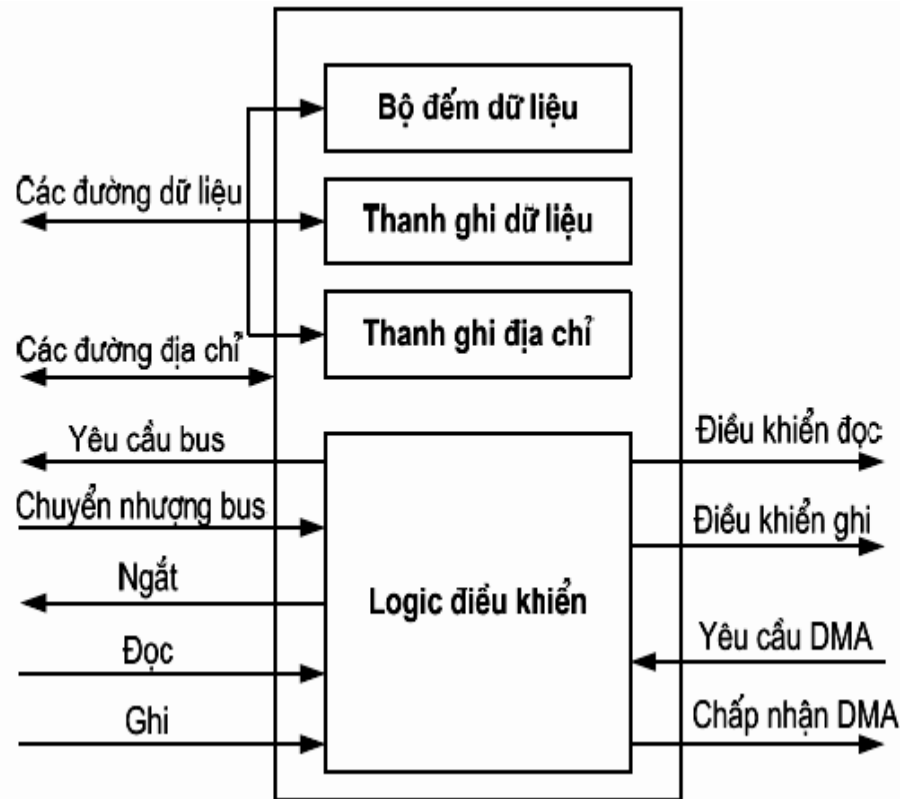 Bộ đếm dữ liệu
Các đường dữ liệu
Thanh ghi dữ liệu
Thanh ghi địa chỉ
Các đường địa chỉ
Yêu cầu bus
Điều khiển đọc
Chuyển nhượng bus
Điều khiển ghi
Ngắt
Logic điều khiển
Đọc
Yêu cầu DMA
Ghi
Chấp nhận DMA